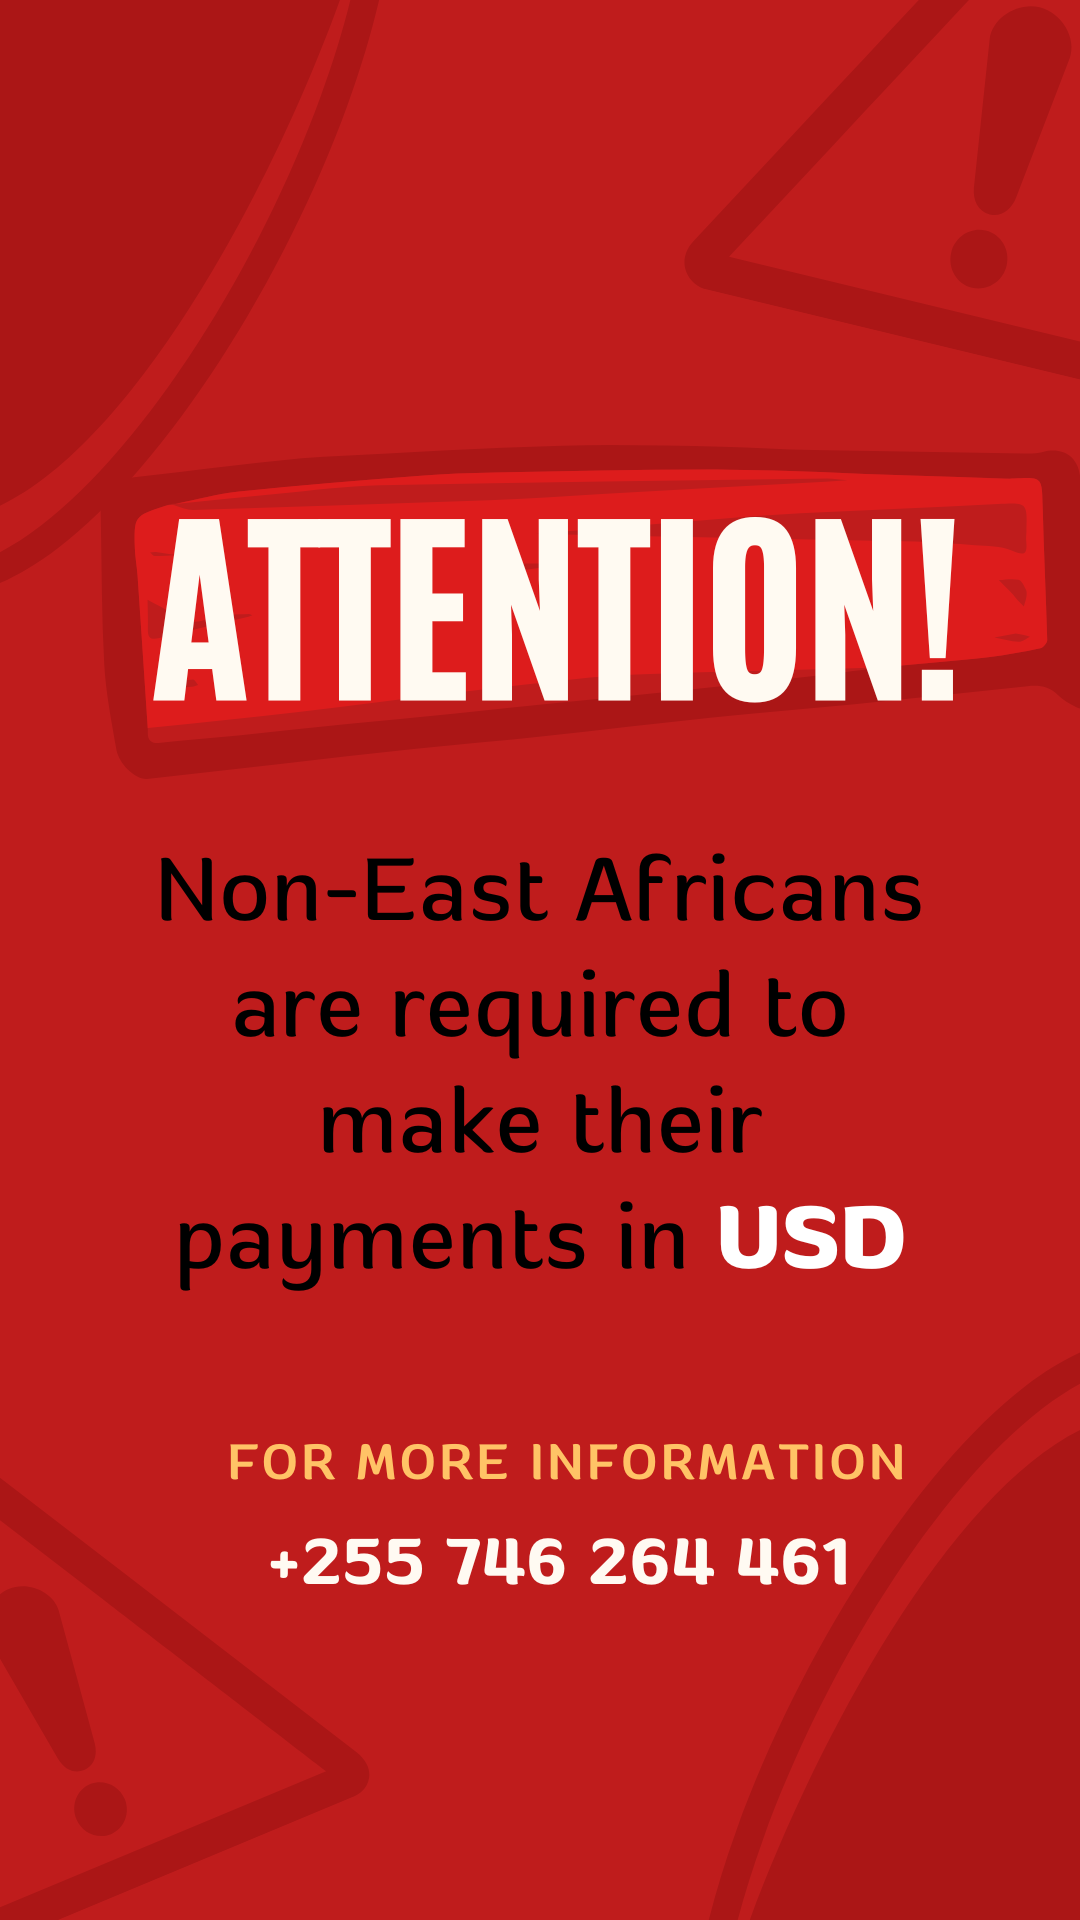 ATTENTION!
Non-East Africans
are required to
make their
payments in USD
FOR MORE INFORMATION
+255 746 264 461